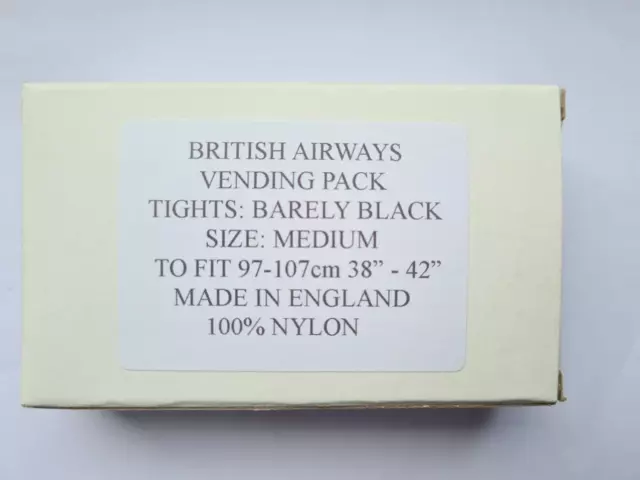 BRITISH AIRWAYS
VENDING PACK
TIGHTS: BARELY BLACK
SIZE: MEDIUM
TO FIT 97-107cm 38” - 42”
MADE IN ENGLAND
100% NYLON